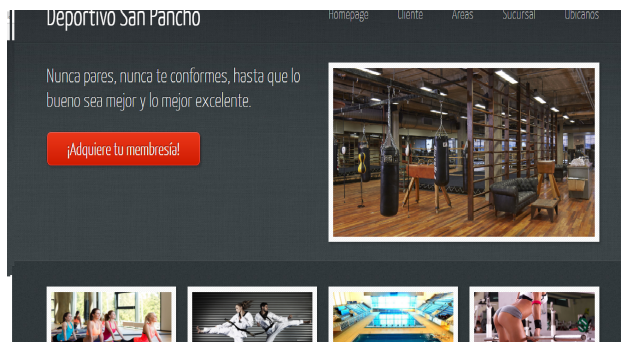 Deportivo San Pancho
Homepage Cliente Areas Sucursal Ubicanos
Nunca pares, nunca te conformes, hasta que lo
bueno sea mejor y lo mejor excelente.
¡Adquiere tu membresía!